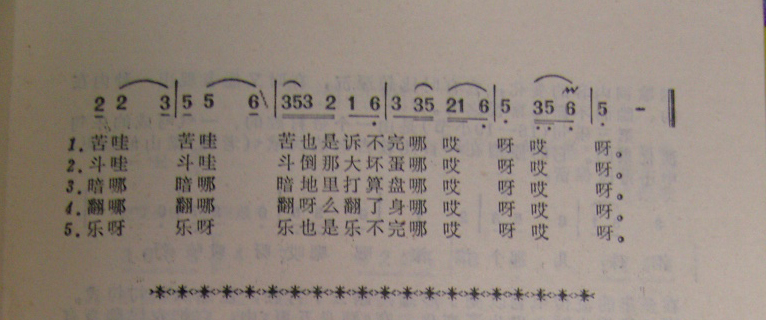 2 2 3 | 5 5 6 \ | 353 2 1 6 | 3 35 21 6 | 5 35 6 | 5 - ‖
1.苦哇 苦哇 苦也是诉不完哪 哎 呀哎 呀。
2.斗哇 斗哇 斗倒那大坏蛋哪 哎 呀哎 呀。
3.暗哪 暗哪 暗地里打算盘哪 哎 呀哎 呀。
4.翻哪 翻哪 翻呀么翻了身哪 哎 呀哎 呀。
5.乐呀 乐呀 乐也是乐不完哪 哎 呀哎 呀。